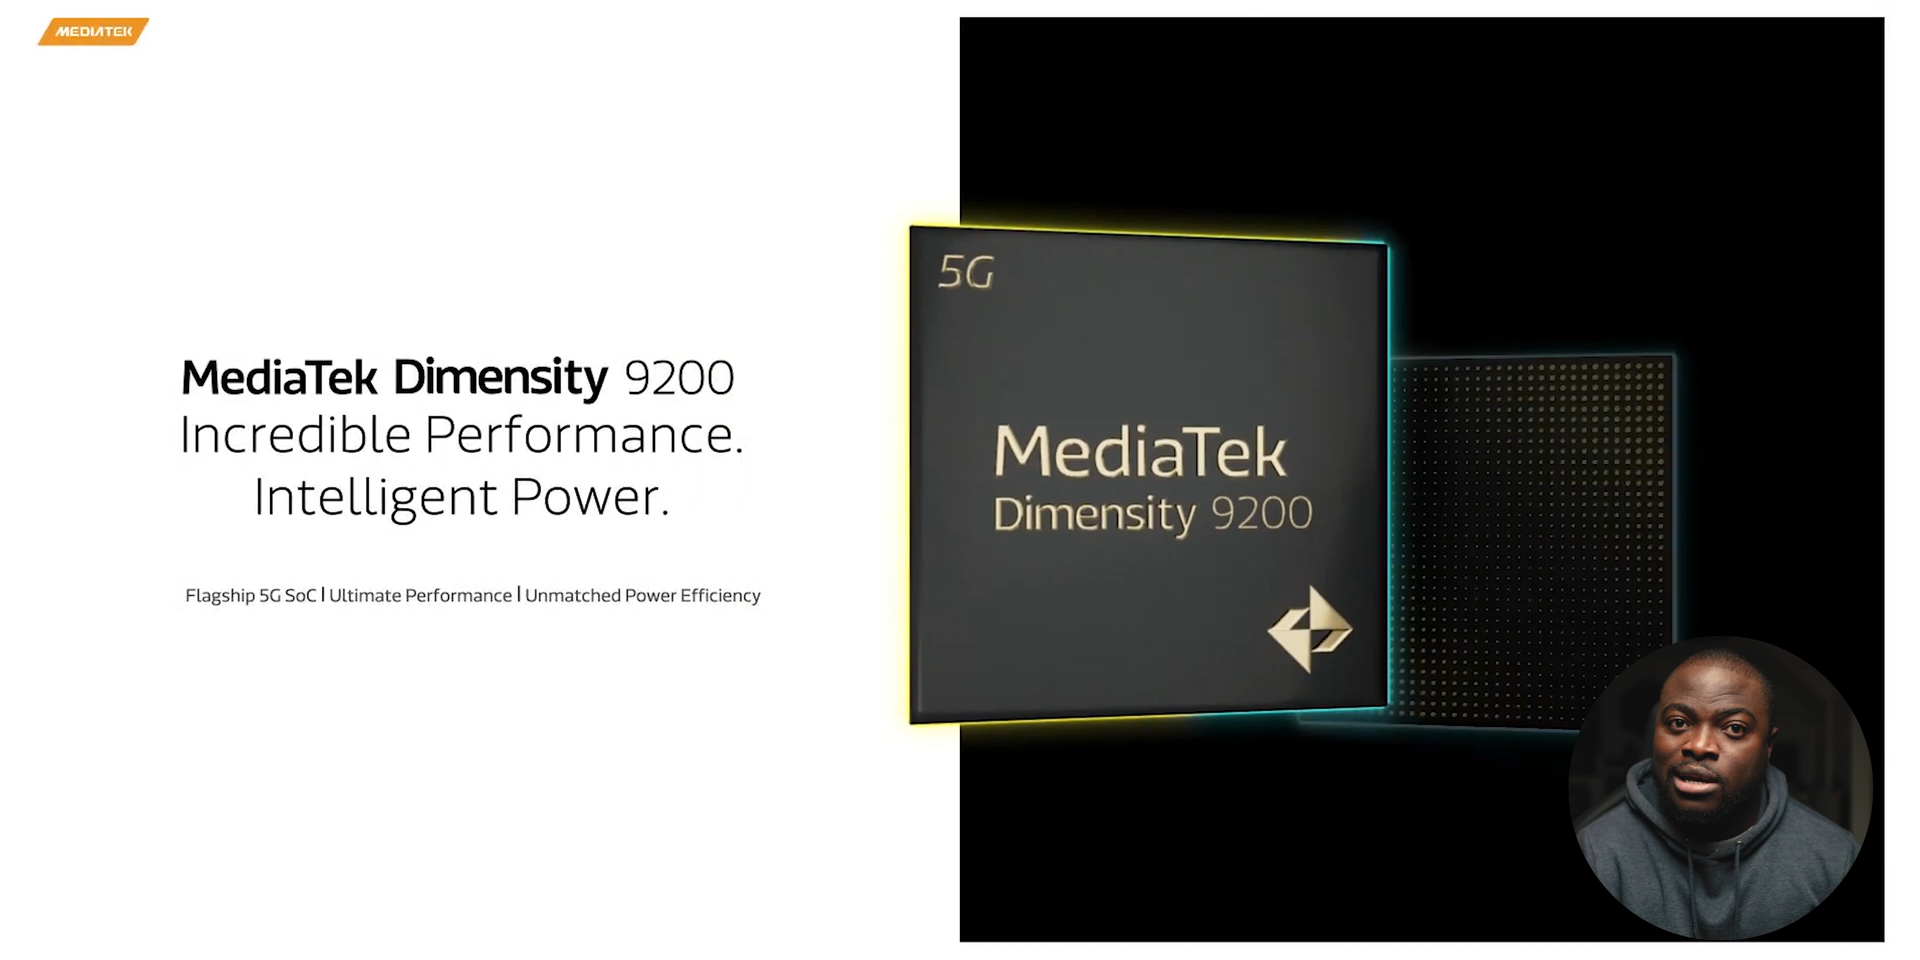 MEDIATEK
MediaTek Dimensity 9200
Incredible Performance.
Intelligent Power.
Flagship 5G SoC | Ultimate Performance | Unmatched Power Efficiency
5G
MediaTek
Dimensity 9200